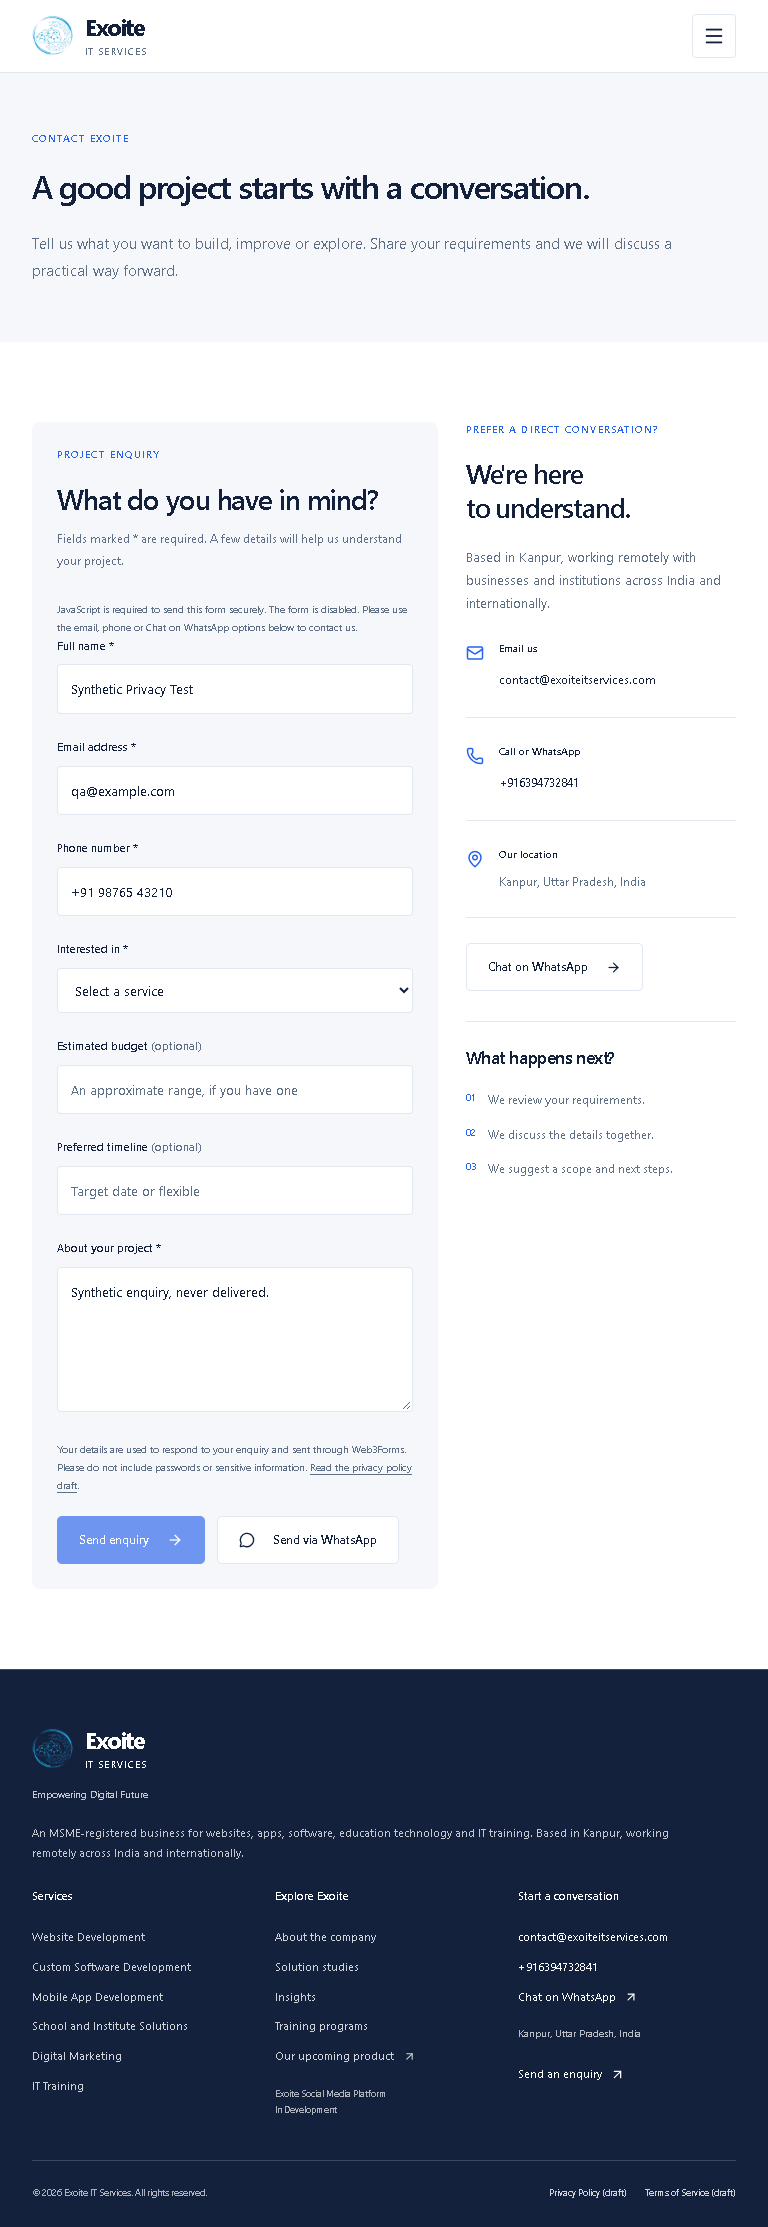 Exoite
IT SERVICES
CONTACT EXOITE
A good project starts with a conversation.
Tell us what you want to build, improve or explore. Share your requirements and we will discuss a
practical way forward.
PROJECT ENQUIRY
What do you have in mind?
Fields marked * are required. A few details will help us understand
your project.
JavaScript is required to send this form securely. The form is disabled. Please use
the email, phone or Chat on WhatsApp options below to contact us.
Full name *
Synthetic Privacy Test
Email address *
qa@example.com
Phone number *
+91 98765 43210
Interested in *
Select a service
Estimated budget (optional)
An approximate range, if you have one
Preferred timeline (optional)
Target date or flexible
About your project *
Synthetic enquiry, never delivered.
Your details are used to respond to your enquiry and sent through Web3Forms.
Please do not include passwords or sensitive information. Read the privacy policy
draft.
Send enquiry
Send via WhatsApp
PREFER A DIRECT CONVERSATION?
We're here
to understand.
Based in Kanpur, working remotely with
businesses and institutions across India and
internationally.
Email us
contact@exoiteitservices.com
Call or WhatsApp
+916394732841
Our location
Kanpur, Uttar Pradesh, India
Chat on WhatsApp
What happens next?
01 We review your requirements.
02 We discuss the details together.
03 We suggest a scope and next steps.
Exoite
IT SERVICES
Empowering Digital Future
An MSME-registered business for websites, apps, software, education technology and IT training. Based in Kanpur, working
remotely across India and internationally.
Services
Website Development
Custom Software Development
Mobile App Development
School and Institute Solutions
Digital Marketing
IT Training
Explore Exoite
About the company
Solution studies
Insights
Training programs
Our upcoming product
Exoite Social Media Platform
In Development
Start a conversation
contact@exoiteitservices.com
+916394732841
Chat on WhatsApp
Kanpur, Uttar Pradesh, India
Send an enquiry
© 2026 Exoite IT Services. All rights reserved.
Privacy Policy (draft)
Terms of Service (draft)